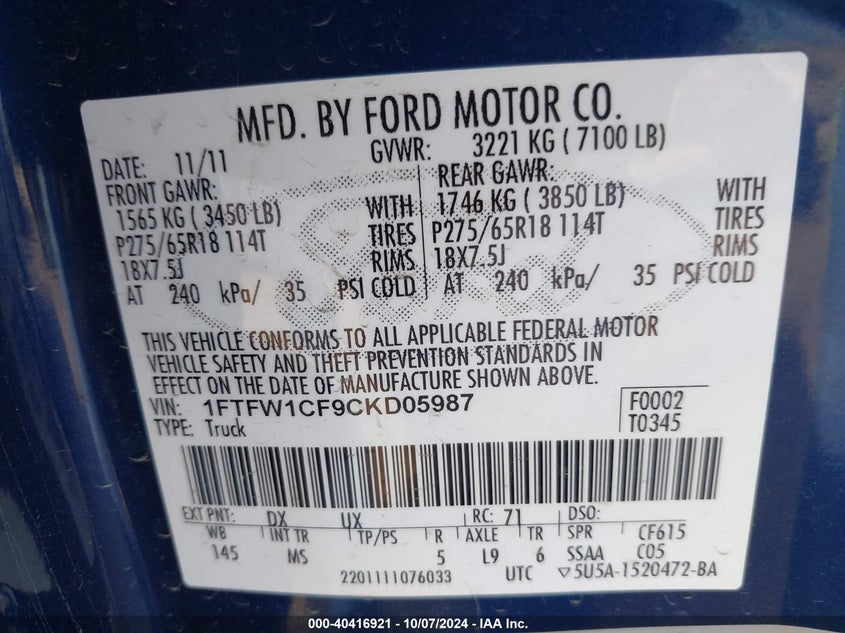 MFD. BY FORD MOTOR CO.
DATE: 11/11 GVWR: 3221 KG ( 7100 LB)
FRONT GAWR: REAR GAWR:
1565 KG ( 3450 LB) WITH 1746 KG ( 3850 LB) WITH
P275/65R18 114T TIRES P275/65R18 114T TIRES
18X7.5J RIMS 18X7.5J RIMS
AT 240 kPa/ 35 PSI COLD AT 240 kPa/ 35 PSI COLD
THIS VEHICLE CONFORMS TO ALL APPLICABLE FEDERAL MOTOR
VEHICLE SAFETY AND THEFT PREVENTION STANDARDS IN
EFFECT ON THE DATE OF MANUFACTURE SHOWN ABOVE.
VIN: 1FTFW1CF9CKD05987 F0002
TYPE: Truck T0345
EXT PNT: DX UX RC: 71 DSO:
WB INT TR TP/PS R AXLE TR SPR CF615
145 MS 5 L9 6 SSAA C05
2201111076033 UTC ▽5U5A-1520472-BA
000-40416921 - 10/07/2024 - IAA Inc.